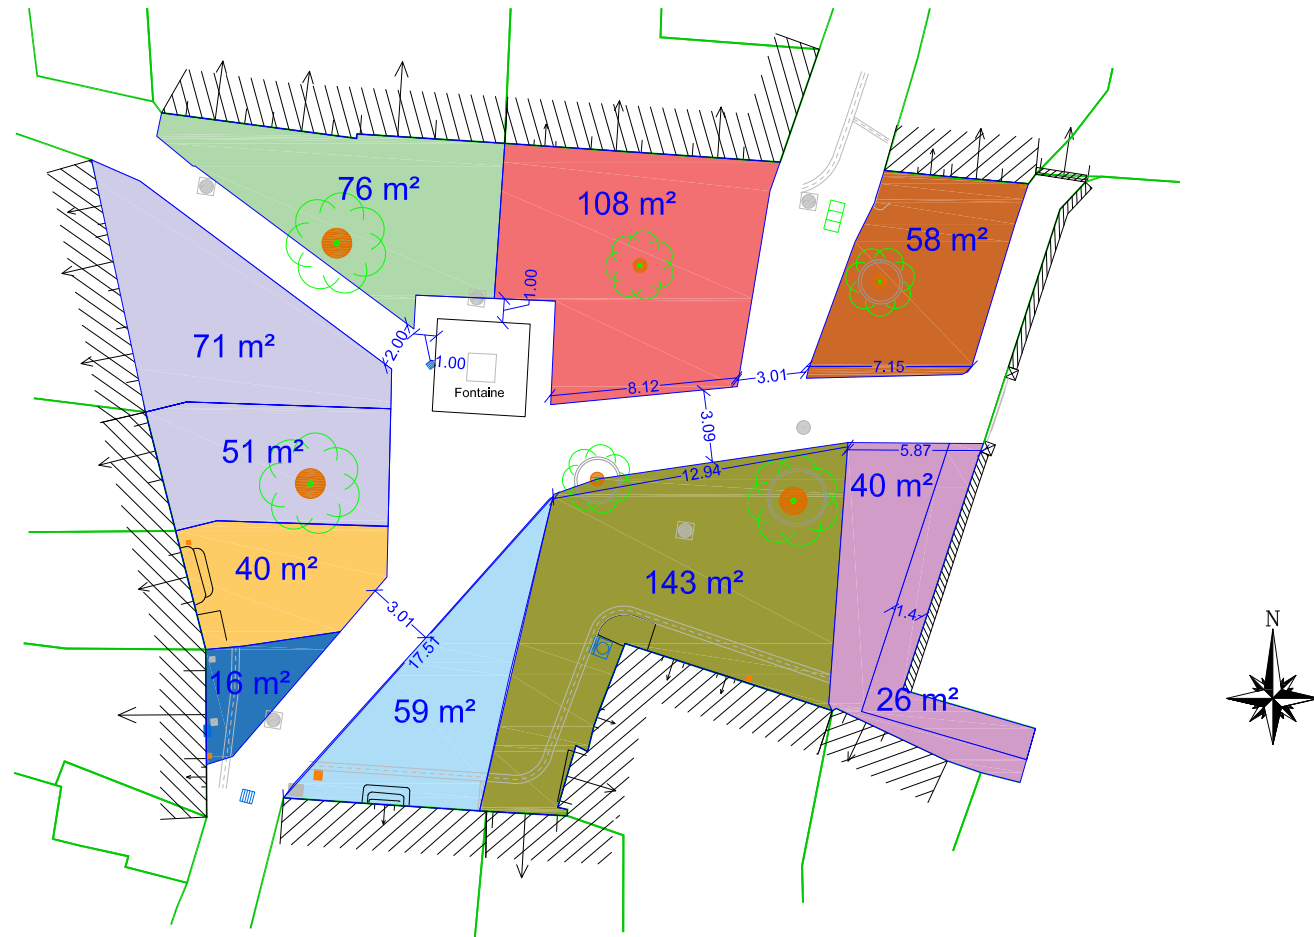 76 m²
108 m²
58 m²
1.00
71 m²
2.00
1.00
Fontaine
8.12
3.01
7.15
3.09
51 m²
12.94
5.87
40 m²
40 m²
143 m²
3.01
17.51
1.4
16 m²
59 m²
26 m²
N